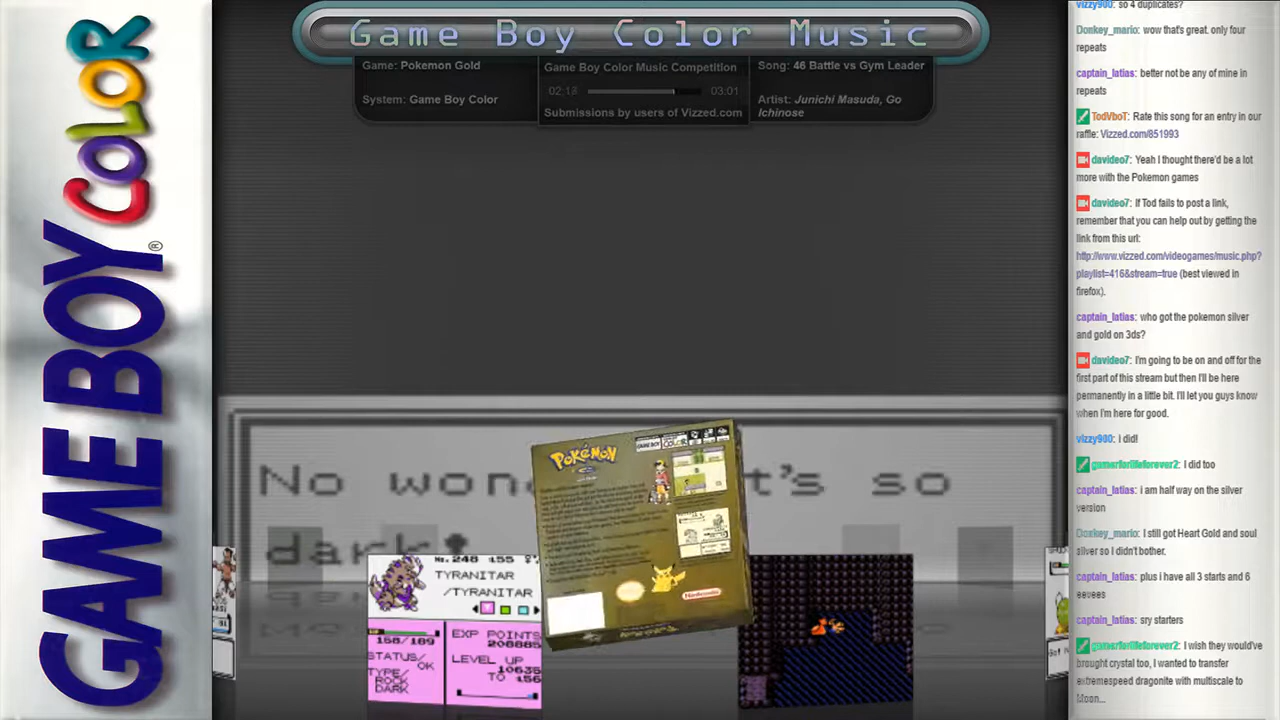 GAME BOY COLOR
®
Game Boy Color Music
Game: Pokemon Gold
System: Game Boy Color
Game Boy Color Music Competition
03:01
Submissions by users of Vizzed.com
Song: 46 Battle vs Gym Leader
Artist: Junichi Masuda, Go
Ichinose
No won t's so
dark
POKéMON
GAME BOY COLOR
Nintendo
No.248 :L55
TYRANITAR
/TYRANITAR
158/189
STATUS/
OK
TYPE/
ROCK
DARK
EXP POINTS
208885
LEVEL UP
10635
TO :L56
vizzy900: so 4 duplicates?
Donkey_mario: wow that's great. only four
repeats
captain_latias: better not be any of mine in
repeats
TodVboT: Rate this song for an entry in our
raffle: Vizzed.com/851993
davideo7: Yeah I thought there'd be a lot
more with the Pokemon games
davideo7: If Tod fails to post a link,
remember that you can help out by getting the
link from this url:
http://www.vizzed.com/videogames/music.php?
playlist=416&stream=true (best viewed in
firefox).
captain_latias: who got the pokemon silver
and gold on 3ds?
davideo7: I'm going to be on and off for the
first part of this stream but then I'll be here
permanently in a little bit. I'll let you guys know
when I'm here for good.
vizzy900: I did!
gamerforlifeforever2: I did too
captain_latias: i am half way on the silver
version
Donkey_mario: I still got Heart Gold and soul
silver so I didn't bother.
captain_latias: plus i have all 3 starts and 6
eevees
captain_latias: sry starters
gamerforlifeforever2: I wish they would've
brought crystal too, I wanted to transfer
extremespeed dragonite with multiscale to
Moon...